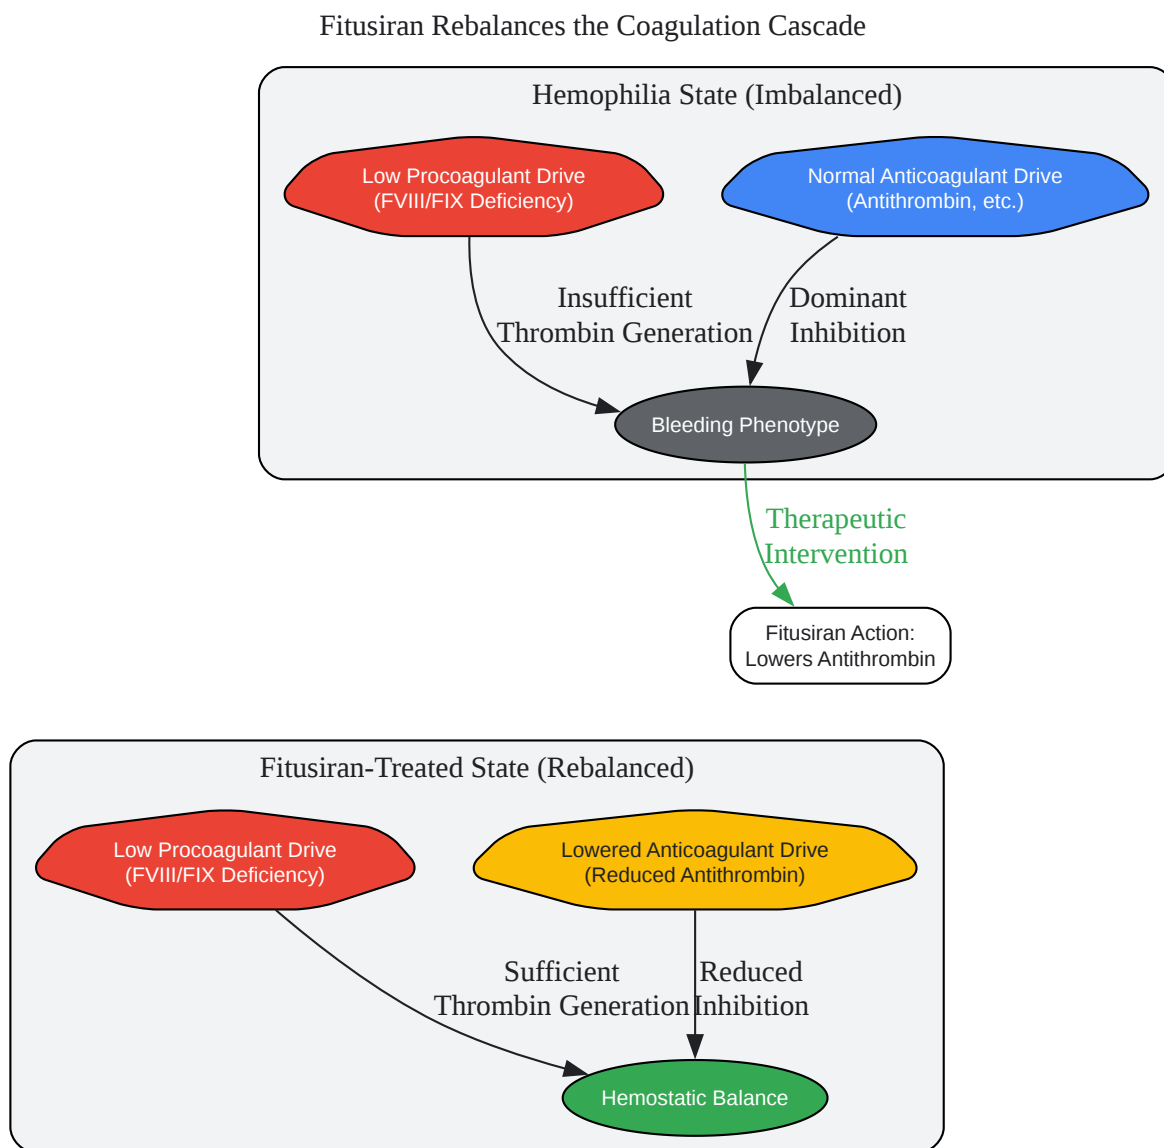 Fitusiran Rebalances the Coagulation Cascade
Hemophilia State (Imbalanced)
Low Procoagulant Drive
(FVIII/FIX Deficiency)
Normal Anticoagulant Drive
(Antithrombin, etc.)
Insufficient
Thrombin Generation
Dominant
Inhibition
Bleeding Phenotype
Therapeutic
Intervention
Fitusiran Action:
Lowers Antithrombin
Fitusiran-Treated State (Rebalanced)
Low Procoagulant Drive
(FVIII/FIX Deficiency)
Lowered Anticoagulant Drive
(Reduced Antithrombin)
Sufficient
Thrombin Generation
Reduced
Inhibition
Hemostatic Balance